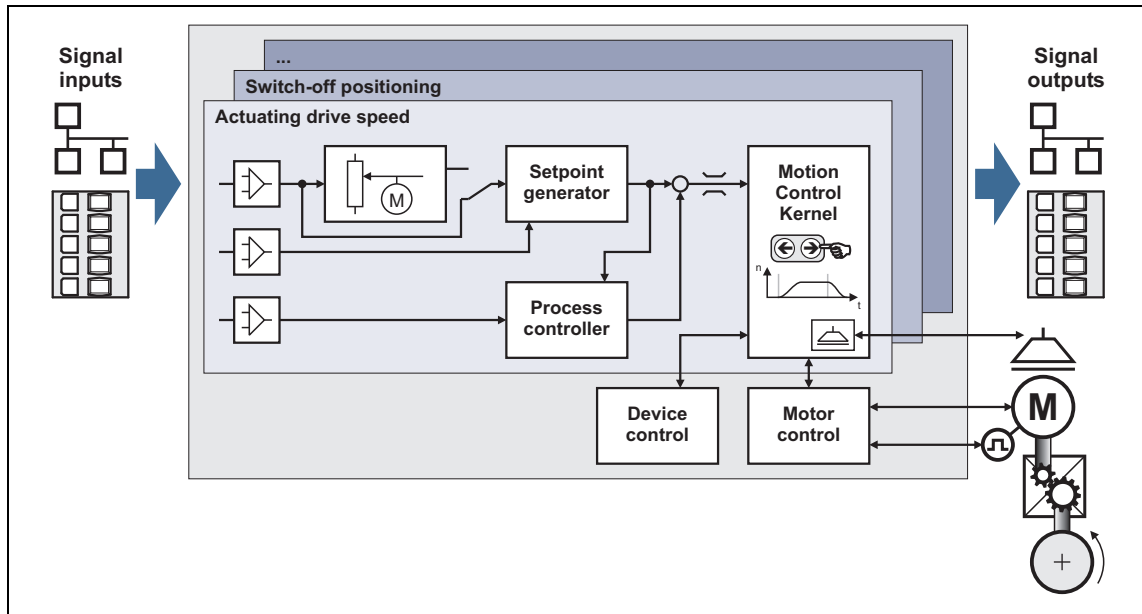 Signal
inputs
...
Switch-off positioning
Actuating drive speed
M
Setpoint
generator
Process
controller
Motion
Control
Kernel
n
t
Device
control
Motor
control
Signal
outputs
M